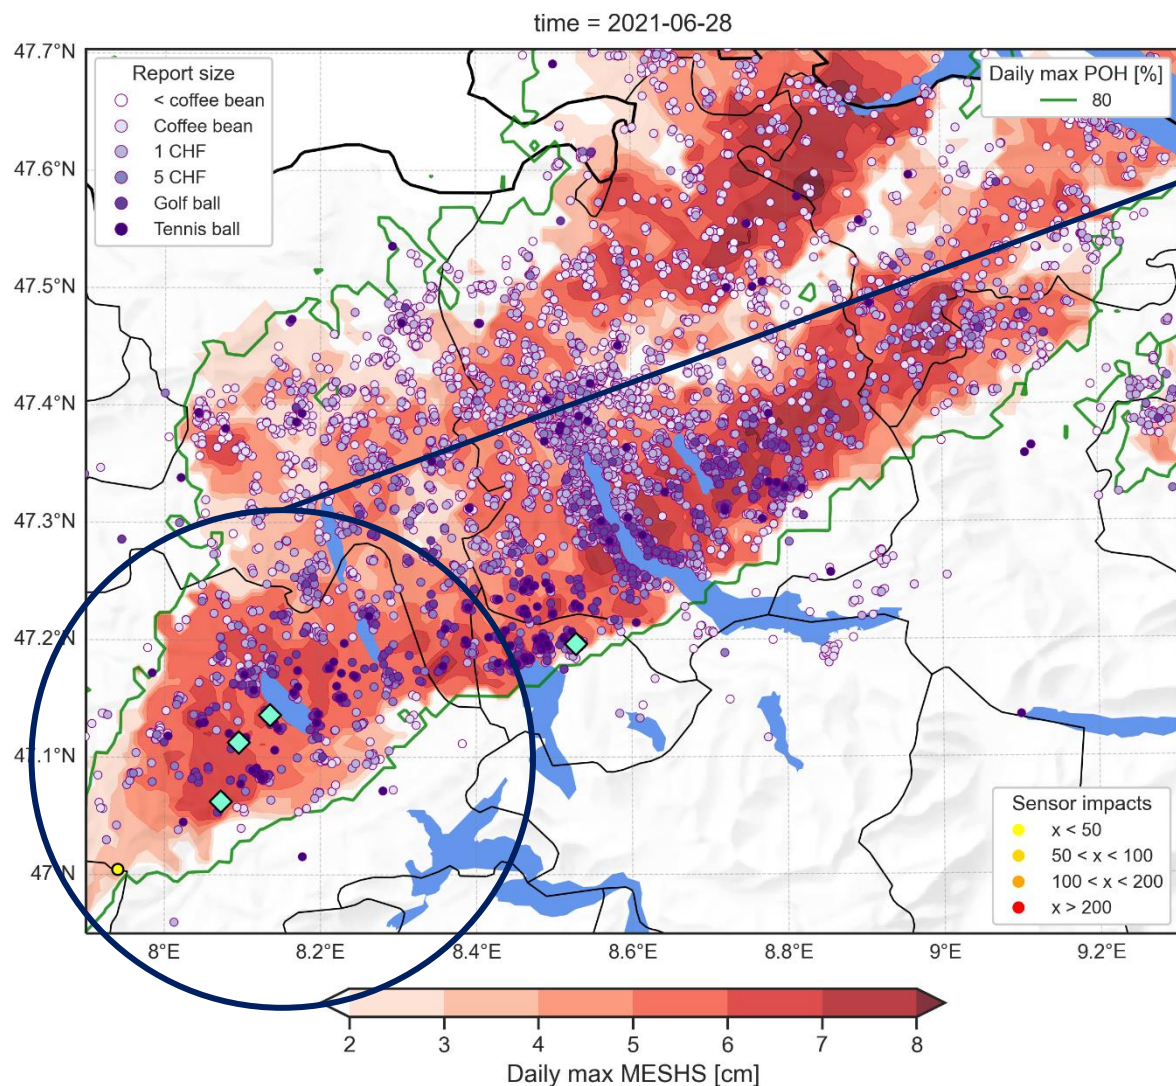 time = 2021-06-28
47.7°N
47.6°N
47.5°N
47.4°N
47.3°N
47.2°N
47.1°N
47°N
Report size
< coffee bean
Coffee bean
1 CHF
5 CHF
Golf ball
Tennis ball
Daily max POH [%]
80
Sensor impacts
x < 50
50 < x < 100
100 < x < 200
x > 200
8°E 8.2°E 8.4°E 8.6°E 8.8°E 9°E 9.2°E
2 3 4 5 6 7 8
Daily max MESHS [cm]